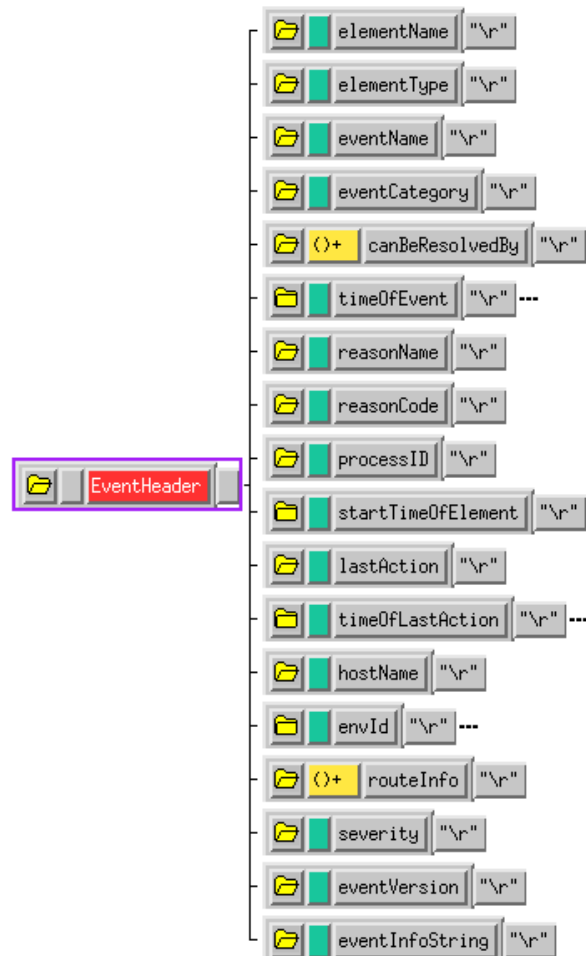 elementName "\r"
elementType "\r"
eventName "\r"
eventCategory "\r"
()+ canBeResolvedBy "\r"
timeOfEvent "\r" ---
reasonName "\r"
reasonCode "\r"
processID "\r"
EventHeader
startTimeOfElement "\r"
lastAction "\r"
timeOfLastAction "\r" ---
hostName "\r"
envId "\r" ---
()+ routeInfo "\r"
severity "\r"
eventVersion "\r"
eventInfoString "\r"